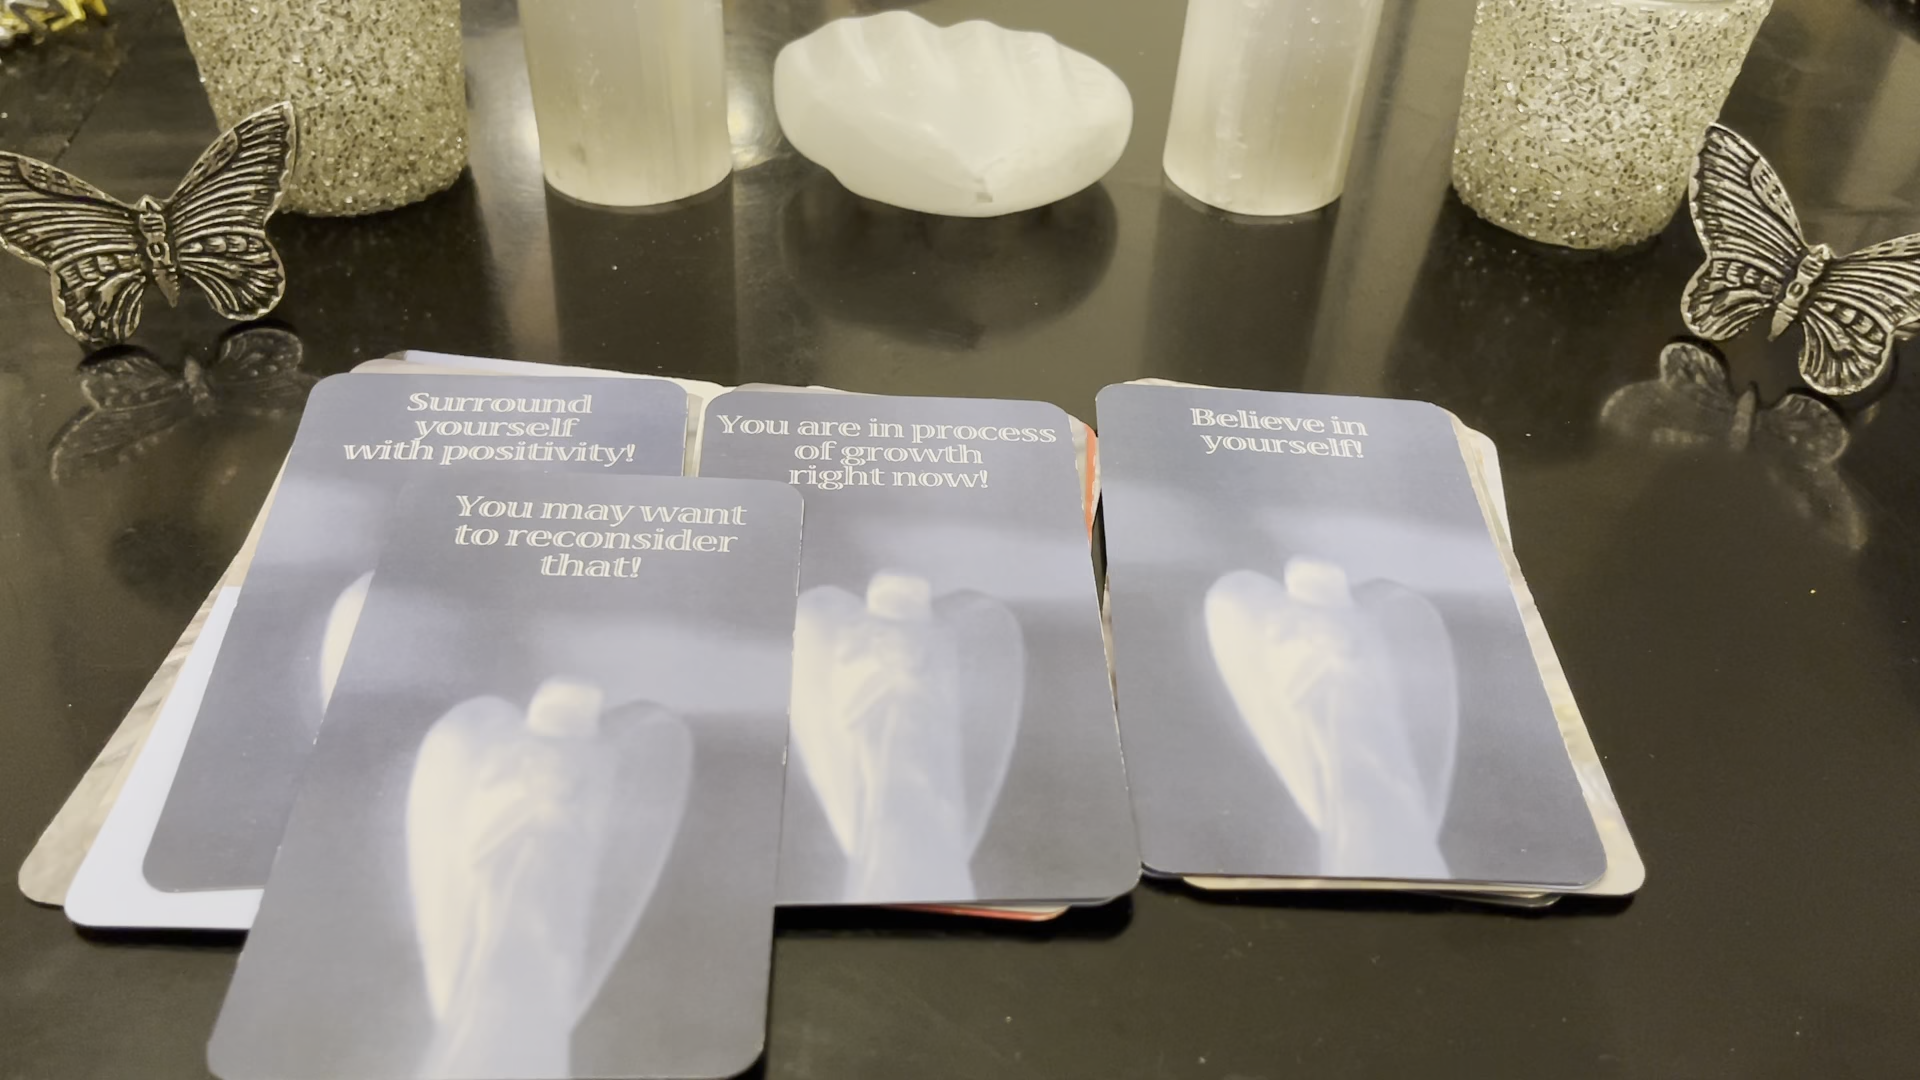 Surround
yourself
with positivity!
You are in process
of growth
right now!
Believe in
yourself!
You may want
to reconsider
that!